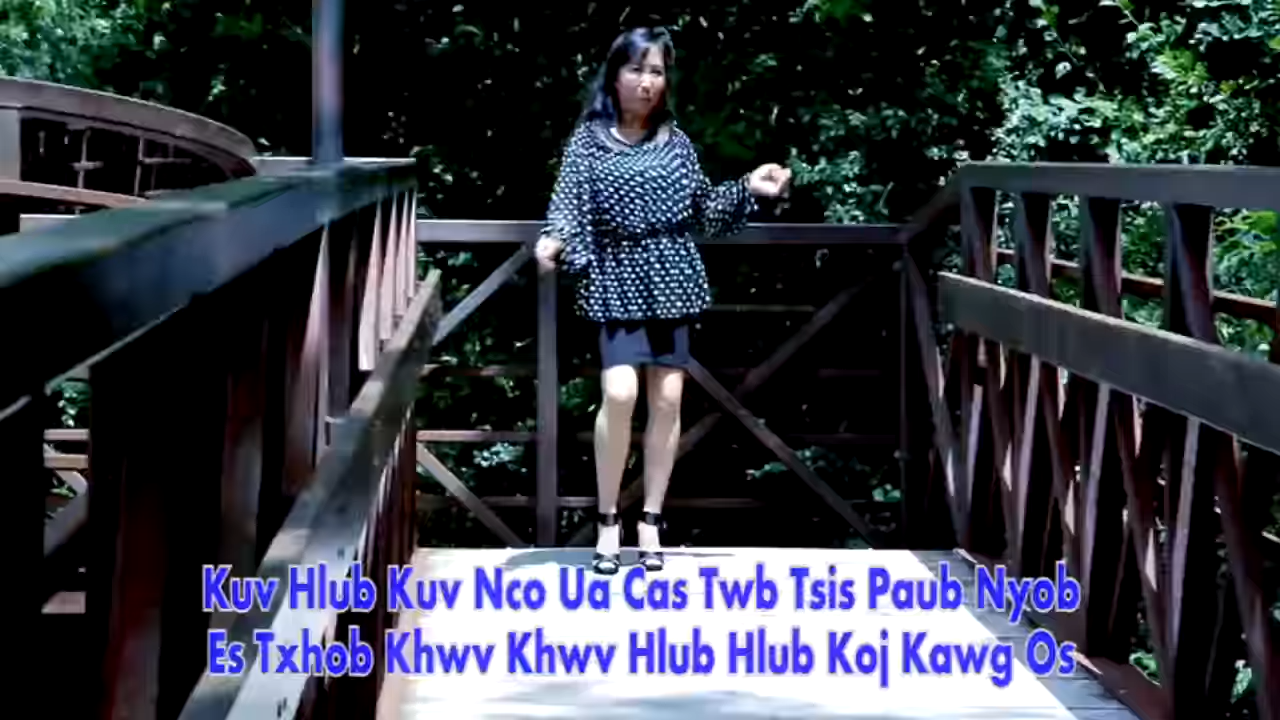 Kuv Hlub Kuv Nco Ua Cas Twb Tsis Paub Nyob
Es Txhob Khwv Khwv Hlub Hlub Koj Kawg Os